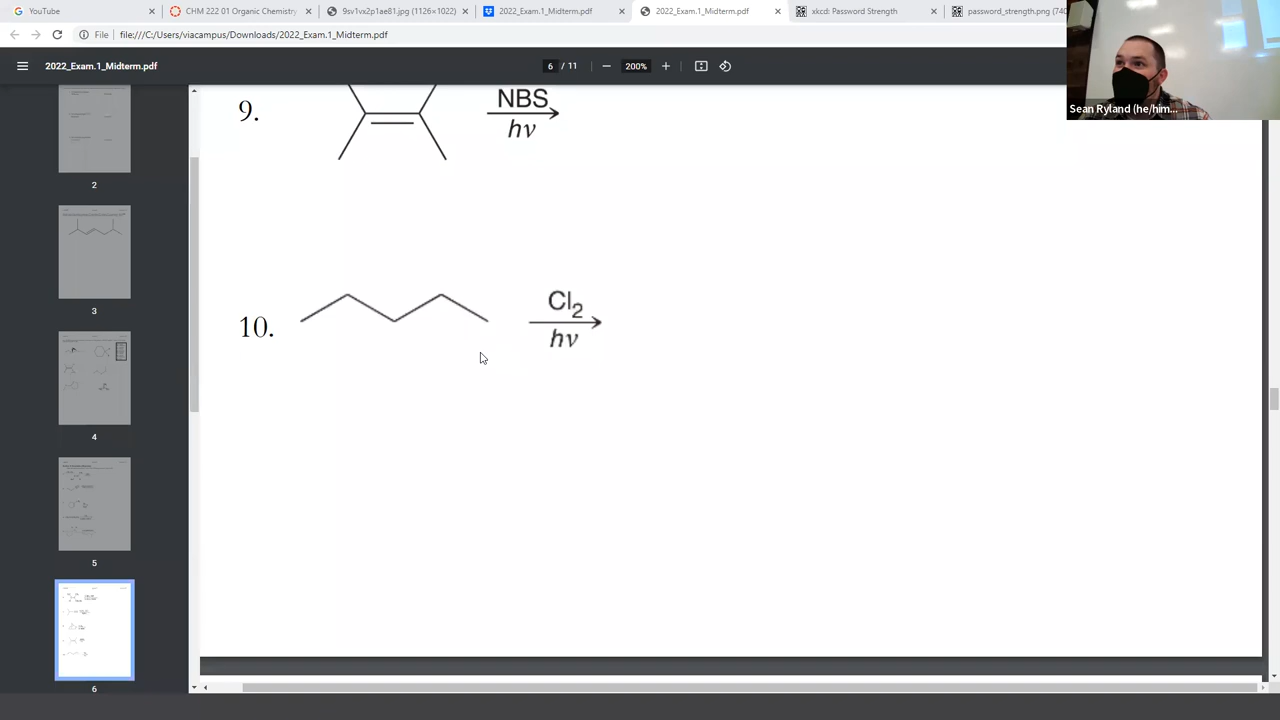 YouTube
CHM 222 01 Organic Chemistry
9sv1vx2p1ae81.jpg (1126×1022)
2022_Exam.1_Midterm.pdf
2022_Exam.1_Midterm.pdf
xkcd: Password Strength
password_strength.png (740
File
file:///C:/Users/viacampus/Downloads/2022_Exam.1_Midterm.pdf
2022_Exam.1_Midterm.pdf
6 / 11
200%
Sean Ryland (he/him...
9.
NBS
hν
10.
Cl2
hν
2
3
4
5
6